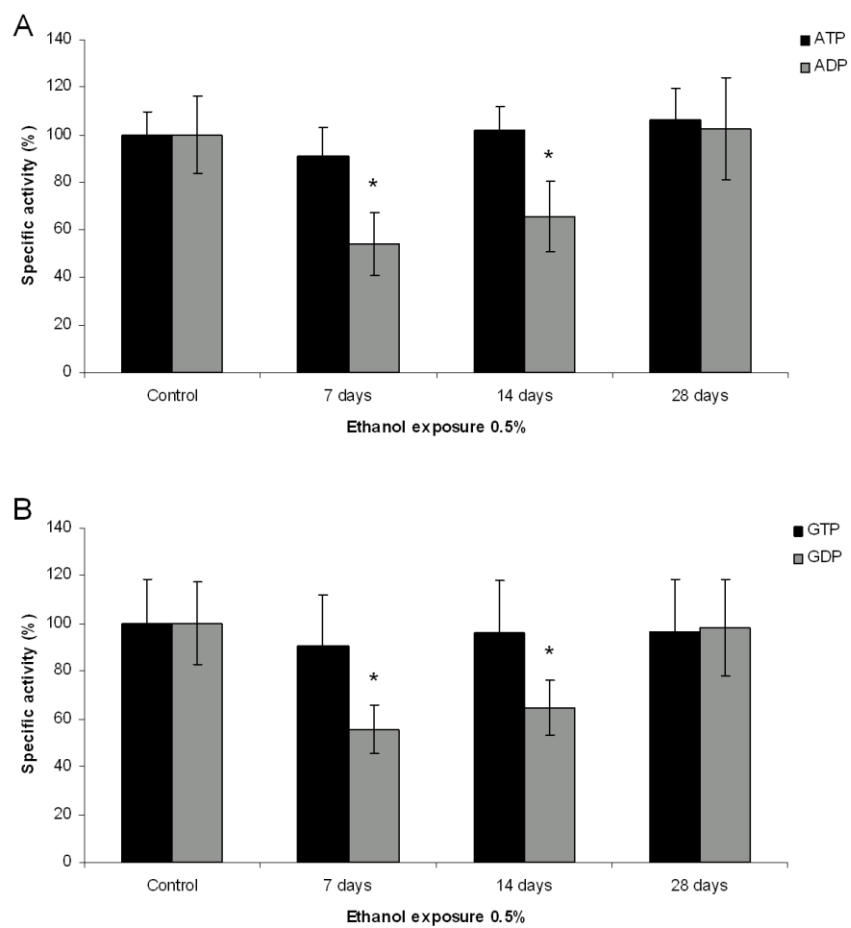 A
140
120
100
80
60
40
20
0
Specific activity (%)
ATP
ADP
*
*
Control 7 days 14 days 28 days
Ethanol exposure 0.5%
B
140
120
100
80
60
40
20
0
Specific activity (%)
GTP
GDP
*
*
Control 7 days 14 days 28 days
Ethanol exposure 0.5%